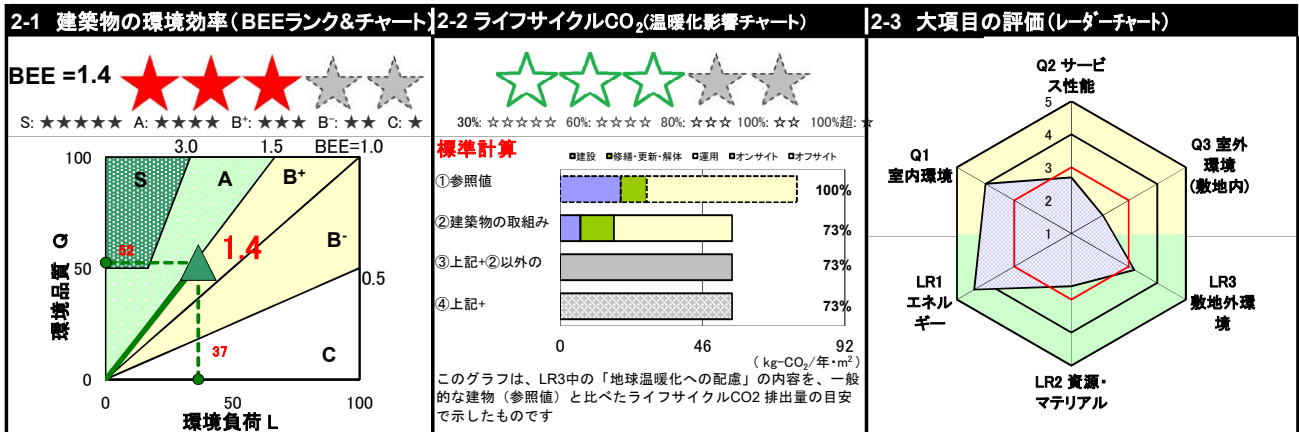 2-1 建築物の環境効率（BEEランク&チャート）
BEE =1.4
S: ★★★★★ A: ★★★★ B+: ★★★ B-: ★★ C: ★
3.0 1.5 BEE=1.0
100
S A B+
B-
52
1.4
50
0.5
37
C
0
環境品質 Q
0 50 100
環境負荷 L
2-2 ライフサイクルCO2(温暖化影響チャート)
30%: ☆☆☆☆☆ 60%: ☆☆☆☆ 80%: ☆☆☆ 100%: ☆☆ 100%超: ☆
標準計算
建設 修繕・更新・解体 運用 オンサイト オフサイト
①参照値 100%
②建築物の取組み 73%
③上記+②以外の 73%
④上記+ 73%
0 46 92
( kg-CO2/年・m2 )
このグラフは、LR3中の「地球温暖化への配慮」の内容を、一般
的な建物（参照値）と比べたライフサイクルCO2 排出量の目安
で示したものです
2-3 大項目の評価（レーダーチャート）
Q2 サービ
ス性能
5
4
3
2
1
Q1
室内環境
Q3 室外
環境
(敷地内)
LR1
エネル
ギー
LR3
敷地外環
境
LR2 資源・
マテリアル